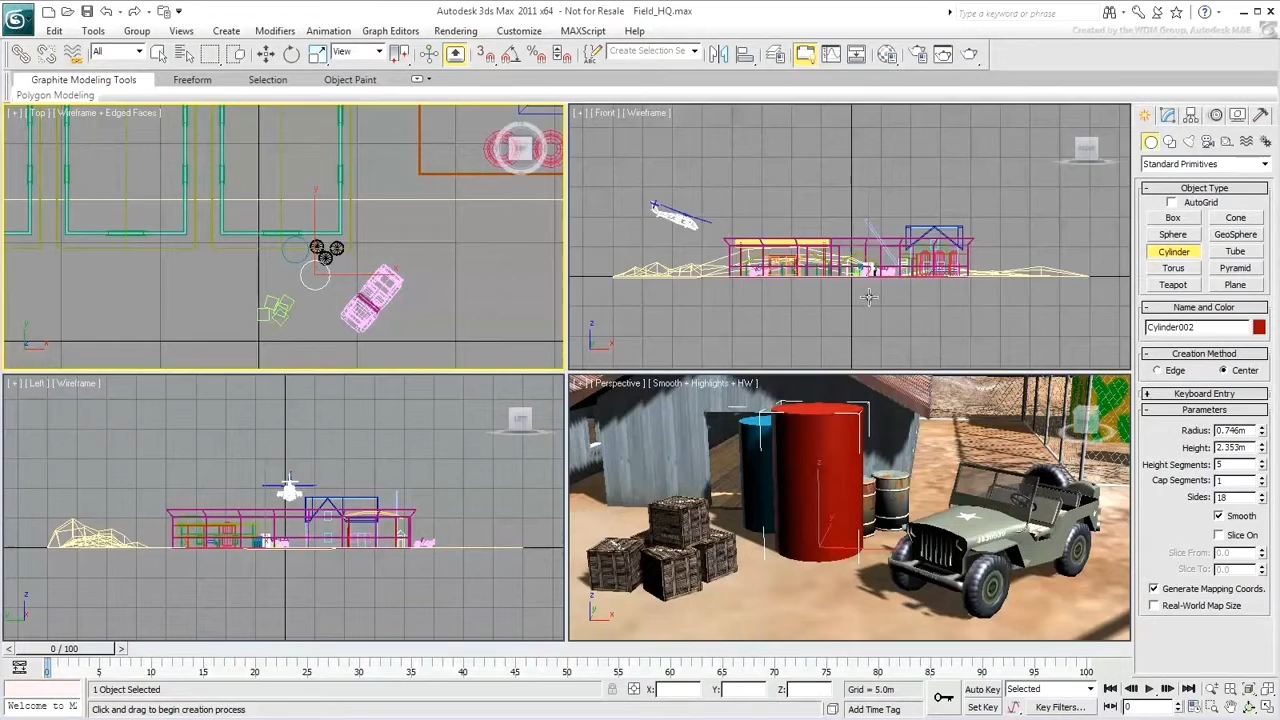 Autodesk 3ds Max 2011 x64 - Not for Resale Field_HQ.max
Type a keyword or phrase
Edit Tools Group Views Create Modifiers Animation Graph Editors Rendering Customize MAXScript Help
Created by the WDM Group, Autodesk M&E
All
View
Create Selection Se
Graphite Modeling Tools Freeform Selection Object Paint
Polygon Modeling
[ + ] [ Top ] [ Wireframe + Edged Faces ]
[ + ] [ Front ] [ Wireframe ]
[ + ] [ Left ] [ Wireframe ]
[ + ] [ Perspective ] [ Smooth + Highlights + HW ]
Standard Primitives
Object Type
AutoGrid
Box Cone
Sphere GeoSphere
Cylinder Tube
Torus Pyramid
Teapot Plane
Name and Color
Cylinder002
Creation Method
Edge Center
Keyboard Entry
Parameters
Radius: 0.746m
Height: 2.353m
Height Segments: 5
Cap Segments: 1
Sides: 18
Smooth
Slice On
Slice From: 0.0
Slice To: 0.0
Generate Mapping Coords.
Real-World Map Size
0 / 100
0 5 10 15 20 25 30 35 40 45 50 55 60 65 70 75 80 85 90 95 100
1 Object Selected X: Y: Z: Grid = 5.0m Auto Key Selected
Welcome to M Click and drag to begin creation process Add Time Tag Set Key Key Filters... 0